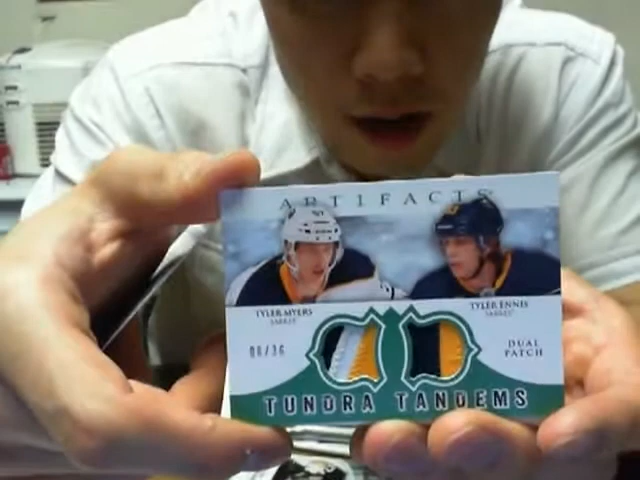 ARTIFACTS
TYLER MYERS
SABRES
TYLER ENNIS
SABRES
06/36
DUAL
PATCH
TUNDRA TANDEMS